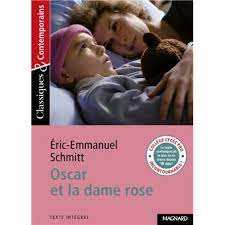 Classiques & Contemporains
Éric-Emmanuel
Schmitt
Oscar
et la dame rose
TEXTE INTÉGRAL
MAGNARD